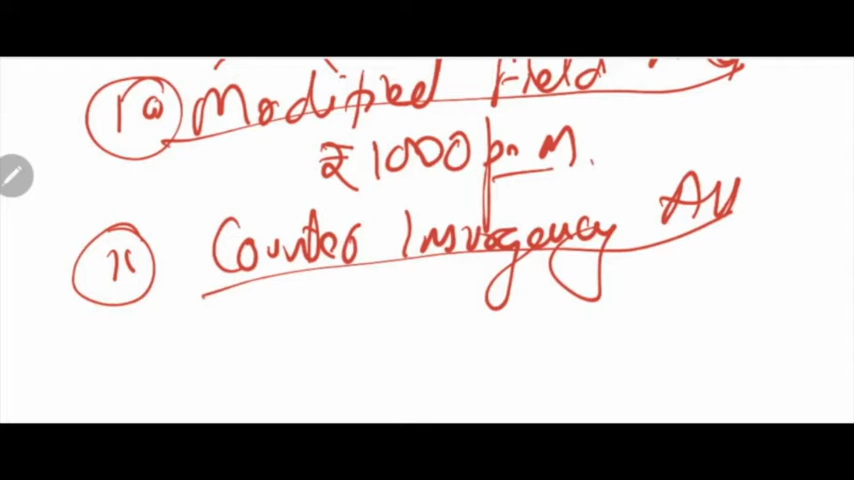 10 Modified Field
₹1000 p.M.
11 Counter Insurgency All